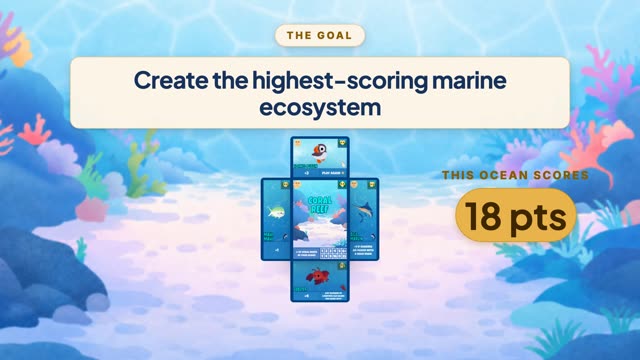 THE GOAL
Create the highest-scoring marine
ecosystem
THIS OCEAN SCORES
18 pts
CORAL
REEF